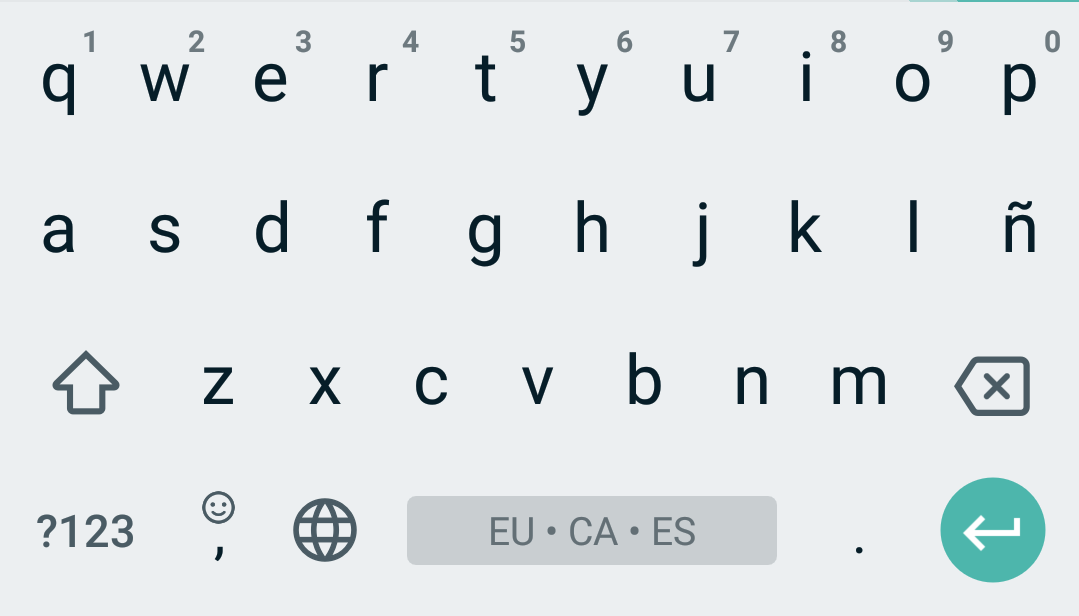 1 2 3 4 5 6 7 8 9 0
q w e r t y u i o p
a s d f g h j k l ñ
z x c v b n m
?123 , EU • CA • ES .